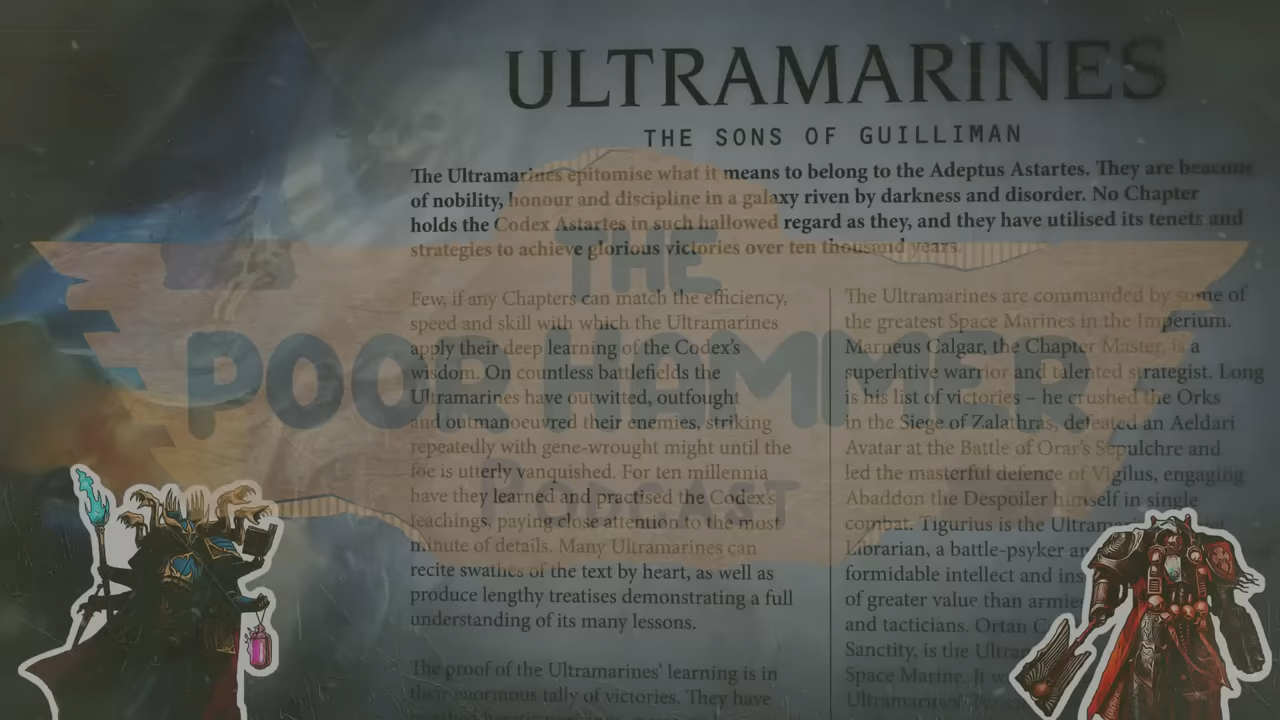 ULTRAMARINES
THE SONS OF GUILLIMAN
The Ultramarines epitomise what it means to belong to the Adeptus Astartes. They are beacons
of nobility, honour and discipline in a galaxy riven by darkness and disorder. No Chapter
holds the Codex Astartes in such hallowed regard as they, and they have utilised its tenets and
strategies to achieve glorious victories over ten thousand years.
Few, if any Chapters can match the efficiency,
speed and skill with which the Ultramarines
apply their deep learning of the Codex's
wisdom. On countless battlefields the
Ultramarines have outwitted, outfought
and outmanoeuvred their enemies, striking
repeatedly with gene-wrought might until the
foe is utterly vanquished. For ten millennia
have they learned and practised the Codex's
teachings, paying close attention to the most
minute of details. Many Ultramarines can
recite swathes of the text by heart, as well as
produce lengthy treatises demonstrating a full
understanding of its many lessons.
The proof of the Ultramarines' learning is in
their enormous tally of victories. They have
The Ultramarines are commanded by some of
the greatest Space Marines in the Imperium.
Marneus Calgar, the Chapter Master, is a
superlative warrior and talented strategist. Long
is his list of victories – he crushed the Orks
in the Siege of Zalathras, defeated an Aeldari
Avatar at the Battle of Orar's Sepulchre and
led the masterful defence of Vigilus, engaging
Abaddon the Despoiler himself in single
combat. Tigurius is the Ultrama
Librarian, a battle-psyker an
formidable intellect and ins
of greater value than armie
and tacticians. Ortan C
Sanctity, is the Ultra
Space Marine. It w
Ultramarines'
THE
POORHAMMER
PODCAST